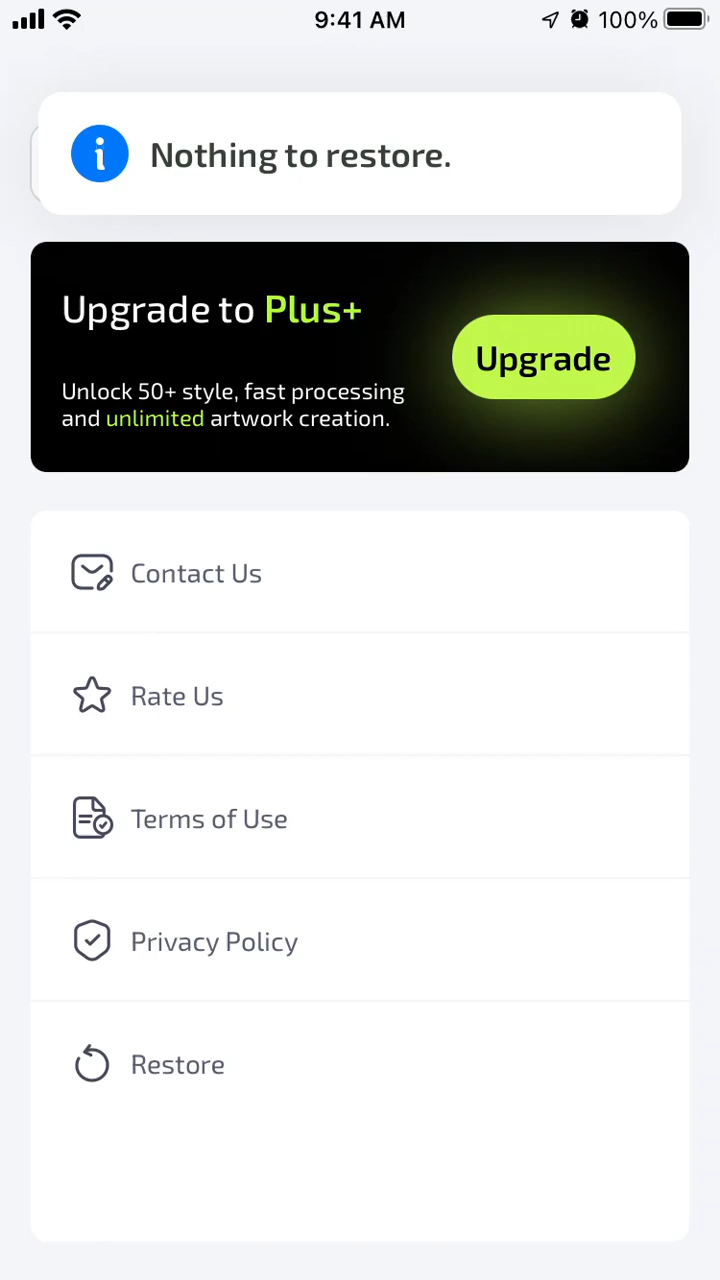 9:41 AM
100%
Nothing to restore.
Upgrade to Plus+
Upgrade
Unlock 50+ style, fast processing
and unlimited artwork creation.
Contact Us
Rate Us
Terms of Use
Privacy Policy
Restore